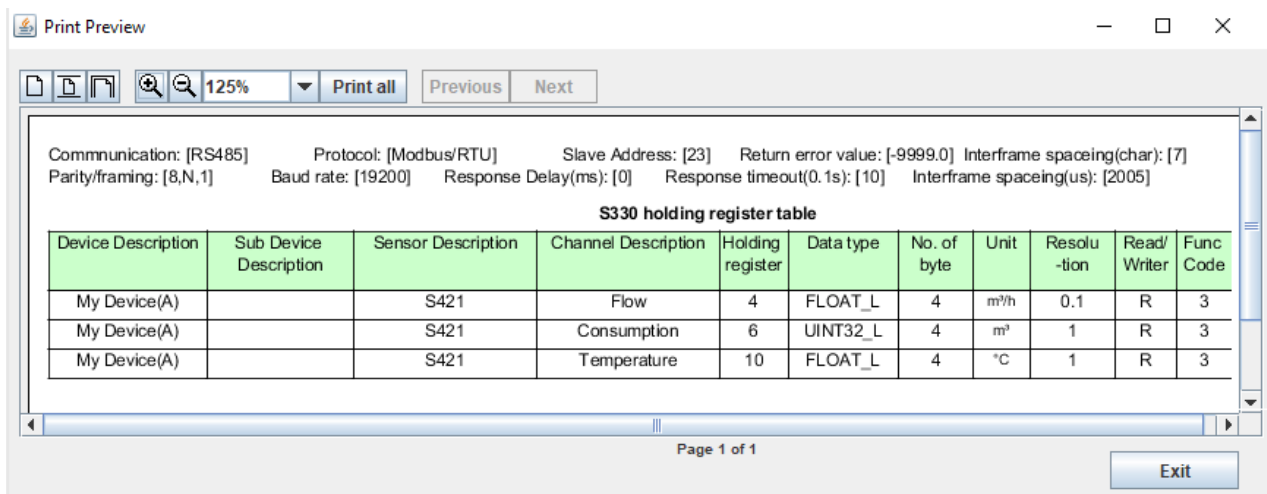 Print Preview
125% Print all Previous Next
Commnunication: [RS485] Protocol: [Modbus/RTU] Slave Address: [23] Return error value: [-9999.0] Interframe spaceing(char): [7]
Parity/framing: [8,N,1] Baud rate: [19200] Response Delay(ms): [0] Response timeout(0.1s): [10] Interframe spaceing(us): [2005]
S330 holding register table
Device Description Sub Device Description Sensor Description Channel Description Holding register Data type No. of byte Unit Resolu-tion Read/Writer Func Code
My Device(A) S421 Flow 4 FLOAT_L 4 m³/h 0.1 R 3
My Device(A) S421 Consumption 6 UINT32_L 4 m³ 1 R 3
My Device(A) S421 Temperature 10 FLOAT_L 4 °C 1 R 3
Page 1 of 1
Exit